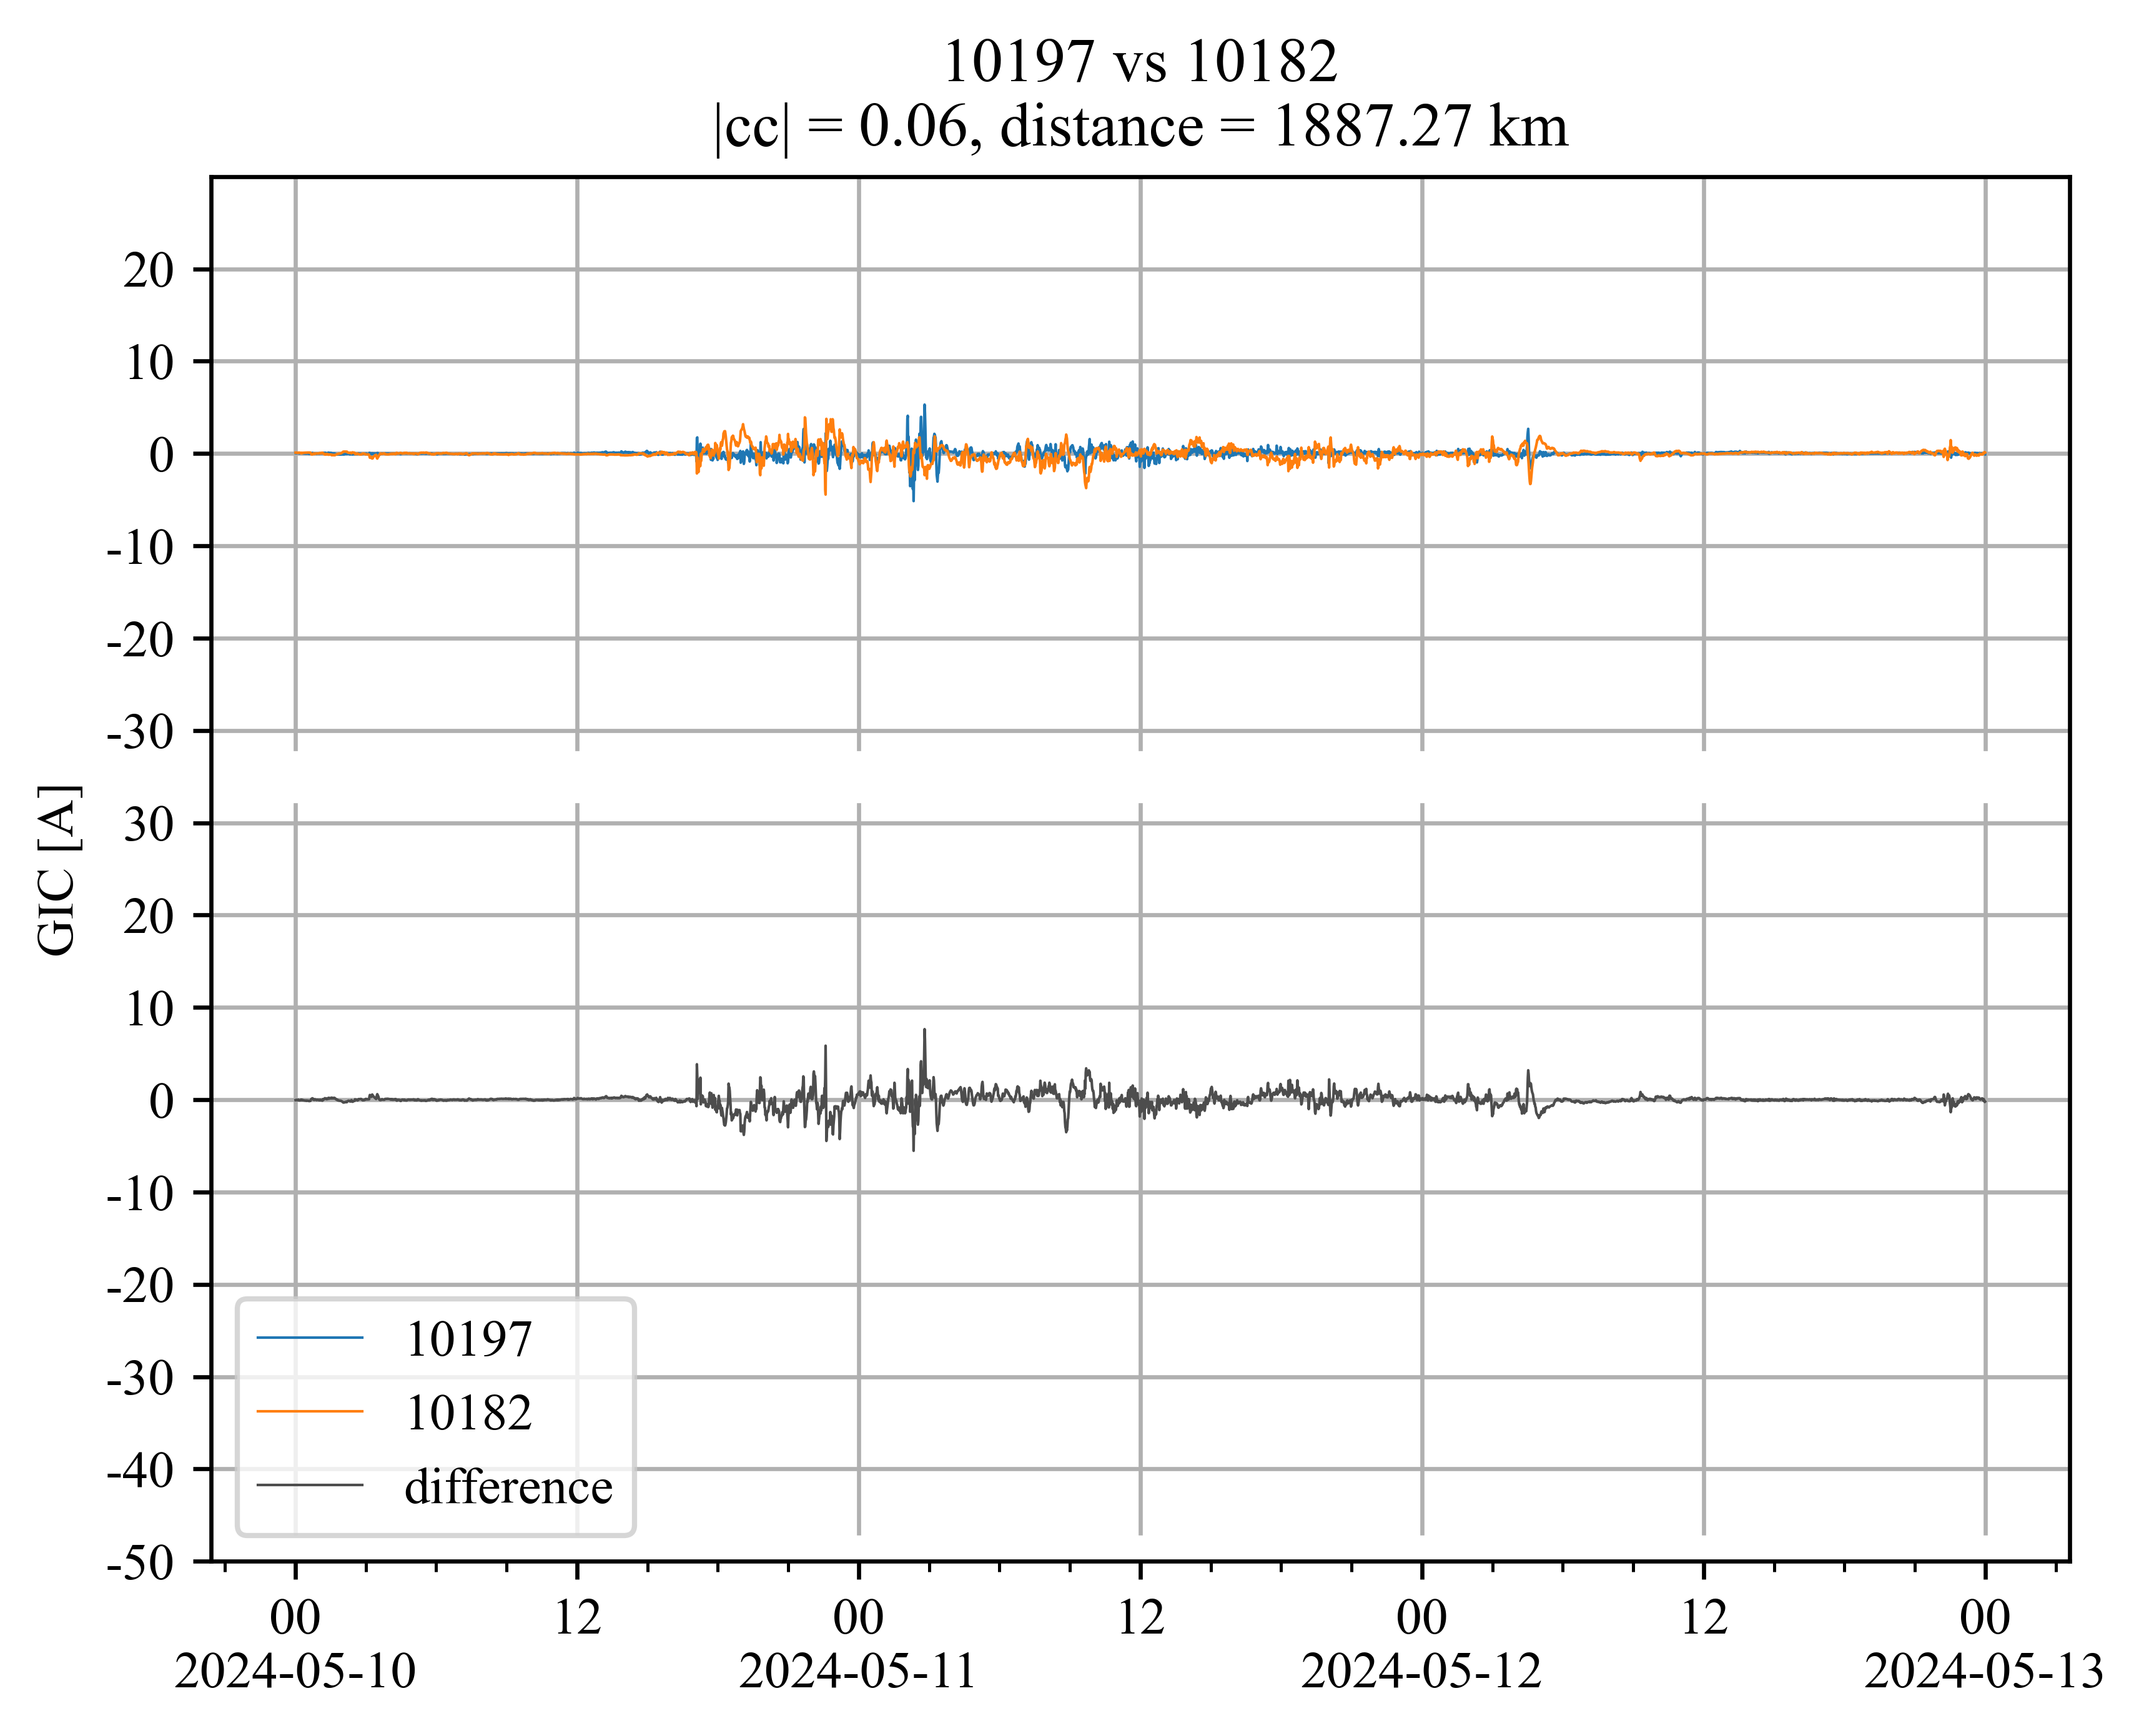 10197 vs 10182
|cc| = 0.06, distance = 1887.27 km
20
10
0
-10
-20
-30
30
20
10
0
-10
-20
-30
-40
-50
GIC [A]
10197
10182
difference
00 12 00 12 00 12 00
2024-05-10 2024-05-11 2024-05-12 2024-05-13